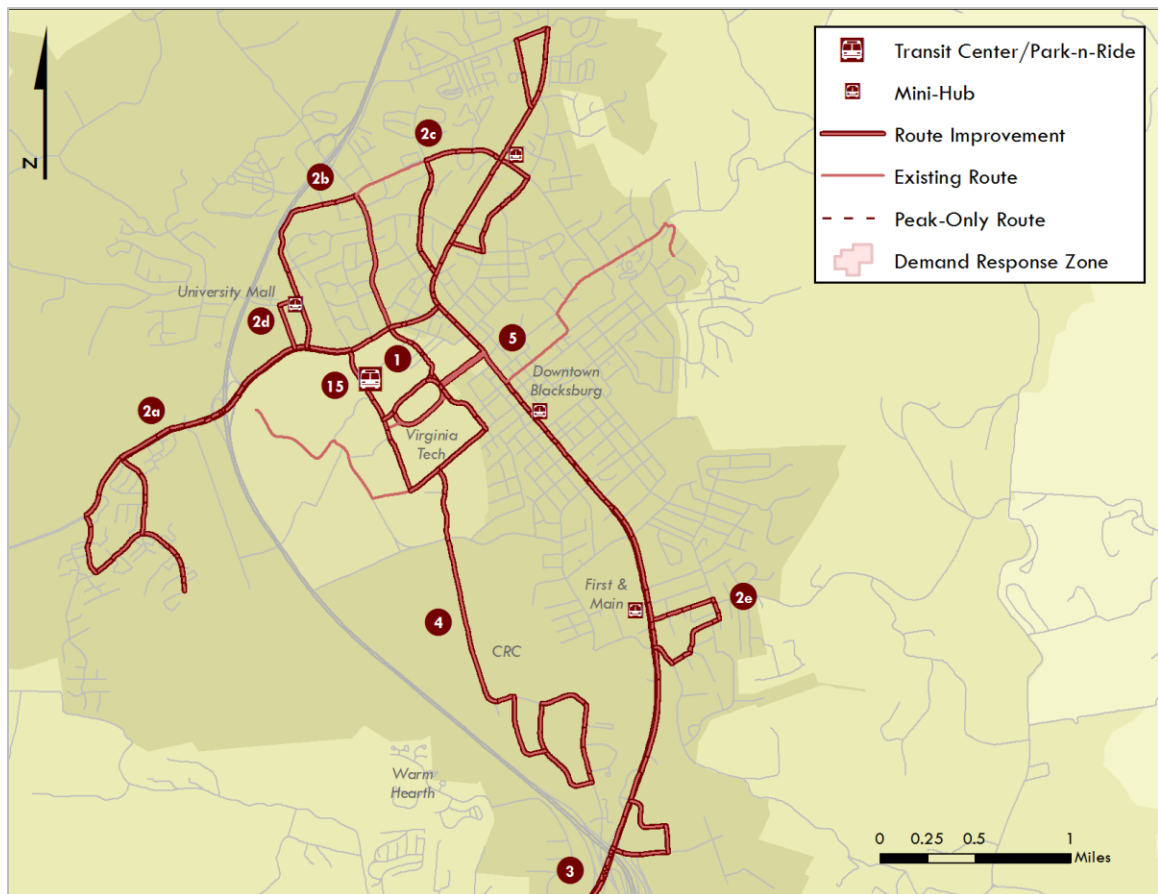 N
Transit Center/Park-n-Ride
Mini-Hub
Route Improvement
Existing Route
Peak-Only Route
Demand Response Zone
2c
2b
University Mall
2d
5
1
15
Downtown
Blacksburg
2a
Virginia
Tech
First &
Main
2e
4
CRC
Warm
Hearth
3
0 0.25 0.5 1
Miles